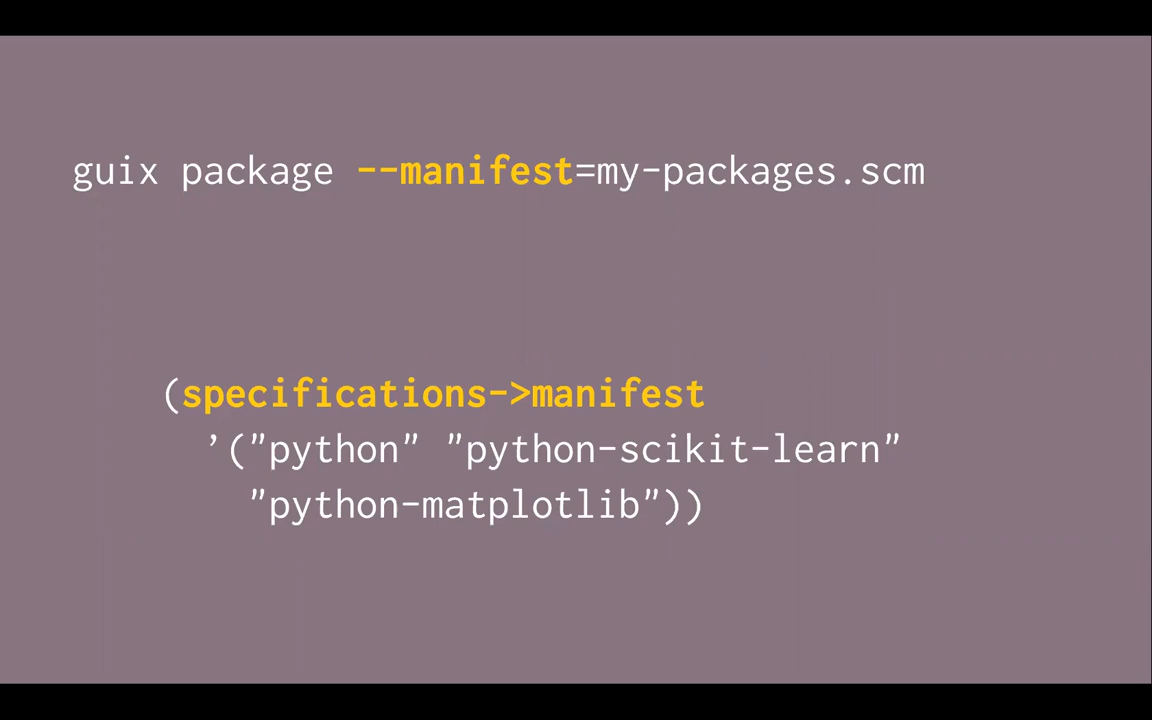 guix package --manifest=my-packages.scm
(specifications->manifest
’("python" "python-scikit-learn"
"python-matplotlib"))